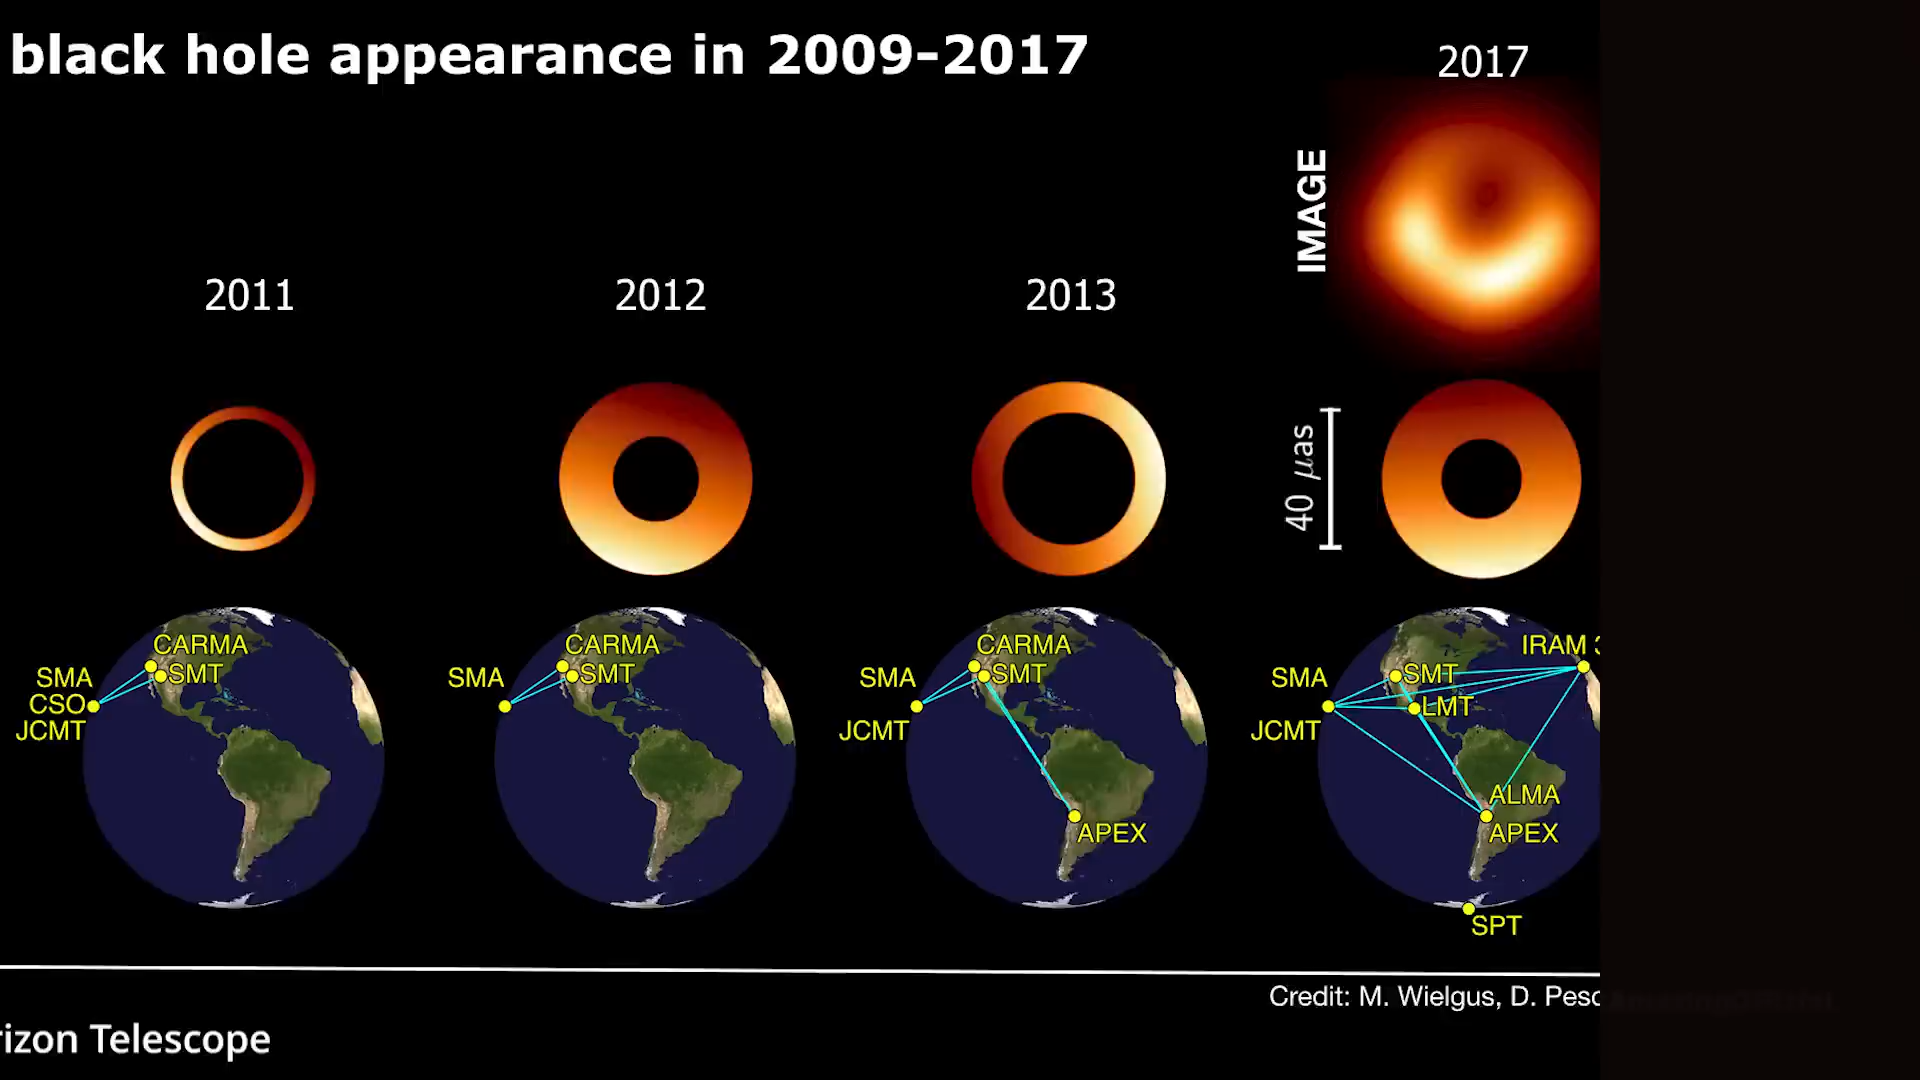 black hole appearance in 2009-2017
2017
IMAGE
2011
2012
2013
40 μas
CARMA
SMA
SMT
CSO
JCMT
CARMA
SMA
SMT
CARMA
SMA
SMT
JCMT
APEX
IRAM 3
SMA
SMT
LMT
JCMT
ALMA
APEX
SPT
Credit: M. Wielgus, D. Pesc
rizon Telescope